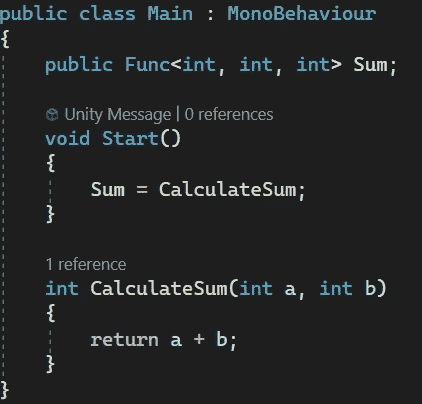 public class Main : MonoBehaviour
{
public Func<int, int, int> Sum;
Unity Message | 0 references
void Start()
{
Sum = CalculateSum;
}
1 reference
int CalculateSum(int a, int b)
{
return a + b;
}
}